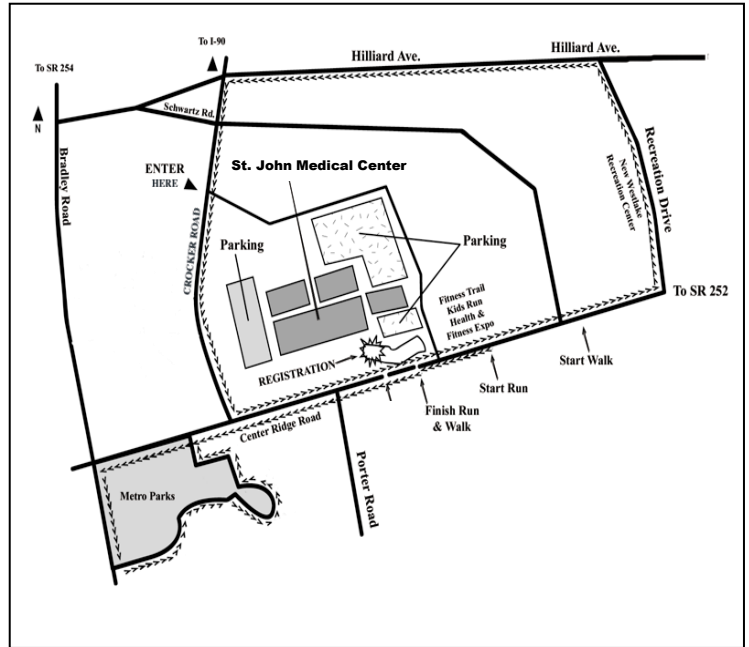 To I-90
Hilliard Ave.
Hilliard Ave.
To SR 254
Schwartz Rd.
N
Bradley Road
ENTER
HERE
St. John Medical Center
CROCKER ROAD
Parking
Parking
Recreation Drive
New Westlake
Recreation Center
To SR 252
Fitness Trail
Kids Run
Health &
Fitness Expo
REGISTRATION
Start Walk
Start Run
Finish Run
& Walk
Center Ridge Road
Porter Road
Metro Parks